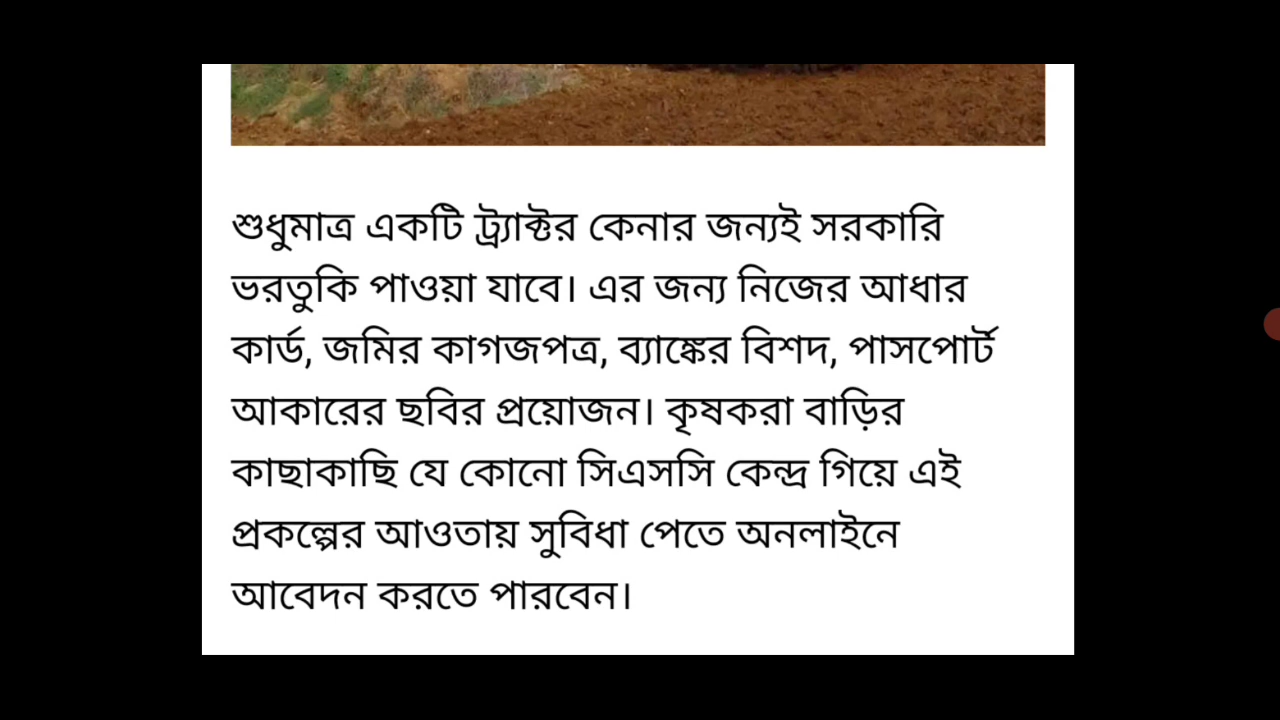 শুধুমাত্র একটি ট্র্যাক্টর কেনার জন্যই সরকারি
ভরতুকি পাওয়া যাবে। এর জন্য নিজের আধার
কার্ড, জমির কাগজপত্র, ব্যাঙ্কের বিশদ, পাসপোর্ট
আকারের ছবির প্রয়োজন। কৃষকরা বাড়ির
কাছাকাছি যে কোনো সিএসসি কেন্দ্র গিয়ে এই
প্রকল্পের আওতায় সুবিধা পেতে অনলাইনে
আবেদন করতে পারবেন।